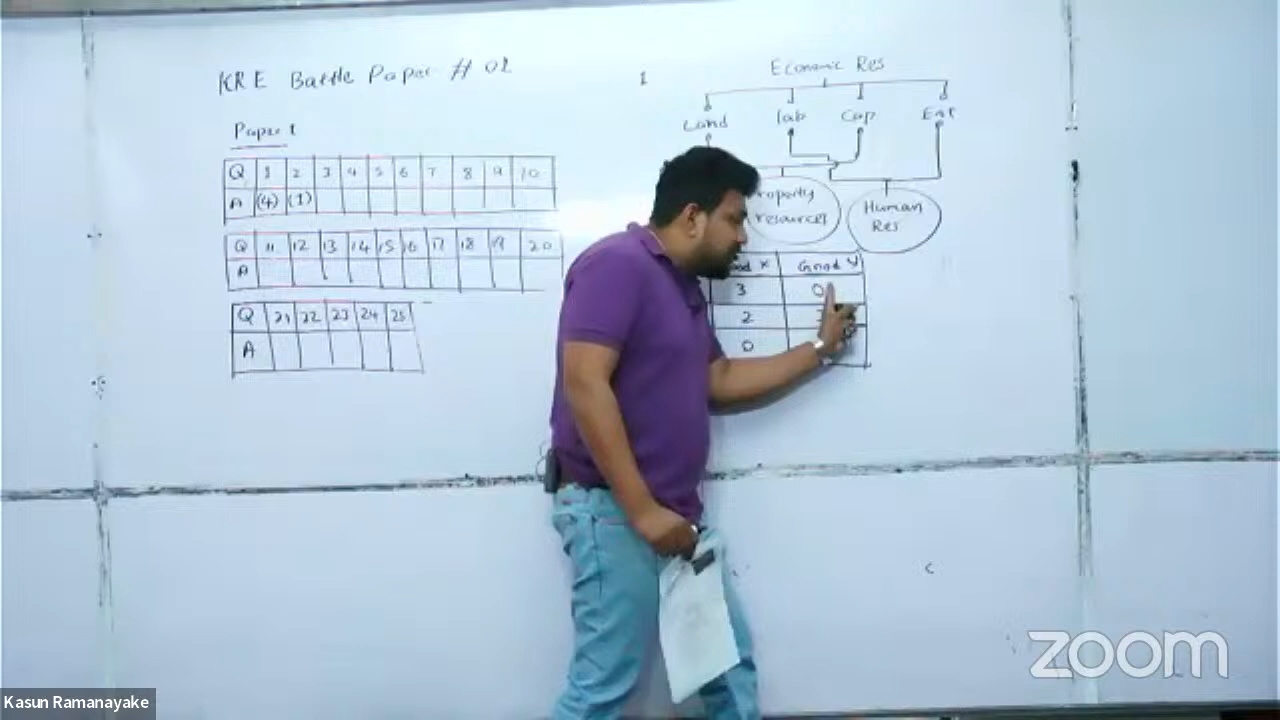 KRE Battle Paper # 01
Paper 1
Q 1 2 3 4 5 6 7 8 9 10
A (4) (1)
Q 11 12 13 14 15 16 17 18 19 20
A
Q 21 22 23 24 25
A
1
Economic Res
Land lab Cap Ent
resources
Human
Res
Good Y
3 0
2
0
zoom
Kasun Ramanayake